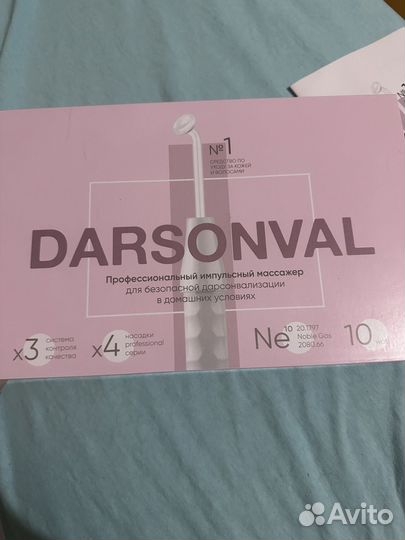 №1
СРЕДСТВО ПО
УХОДУ ЗА КОЖЕЙ
И ВОЛОСАМИ
DARSONVAL
Профессиональный импульсный массажер
для безопасной дарсонвализации
в домашних условиях
x3 система
контроля
качества
x4 насадки
professional
серии
Ne 10
20.1797
Noble Gas
2080.66
10
Avito